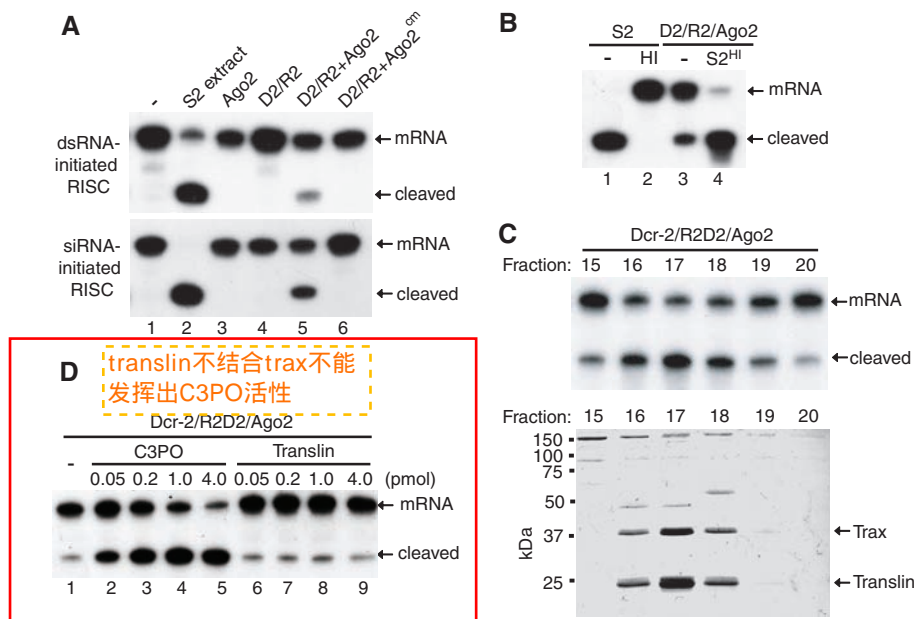 A
- S2 extract Ago2 D2/R2 D2/R2+Ago2 D2/R2+Ago2cm
dsRNA-
initiated
RISC
mRNA
cleaved
siRNA-
initiated
RISC
mRNA
cleaved
1 2 3 4 5 6
B
S2 D2/R2/Ago2
- HI - S2HI
mRNA
cleaved
1 2 3 4
C
Dcr-2/R2D2/Ago2
Fraction: 15 16 17 18 19 20
mRNA
cleaved
Fraction: 15 16 17 18 19 20
150
100
75
50
37
25
kDa
Trax
Translin
D
translin不结合trax不能
发挥出C3PO活性
Dcr-2/R2D2/Ago2
- C3PO Translin
0.05 0.2 1.0 4.0 0.05 0.2 1.0 4.0 (pmol)
mRNA
cleaved
1 2 3 4 5 6 7 8 9